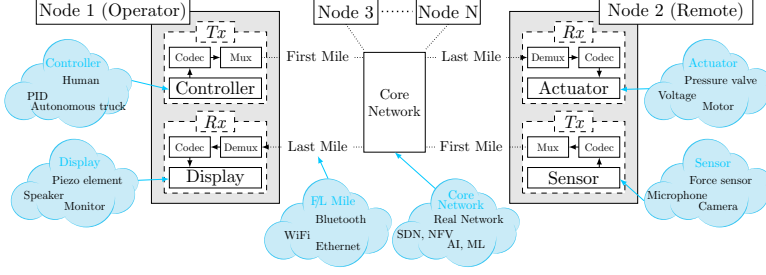 Node 1 (Operator)
Node 3
Node N
Node 2 (Remote)
Tx
Codec
Mux
Controller
First Mile
Core
Network
Last Mile
Rx
Demux
Codec
Actuator
Controller
Human
PID
Autonomous truck
Actuator
Pressure valve
Voltage
Motor
Rx
Codec
Demux
Display
Last Mile
First Mile
Tx
Mux
Codec
Sensor
Display
Piezo element
Speaker
Monitor
F/L Mile
Bluetooth
WiFi
Ethernet
Core
Network
Real Network
SDN, NFV
AI, ML
Sensor
Force sensor
Microphone
Camera